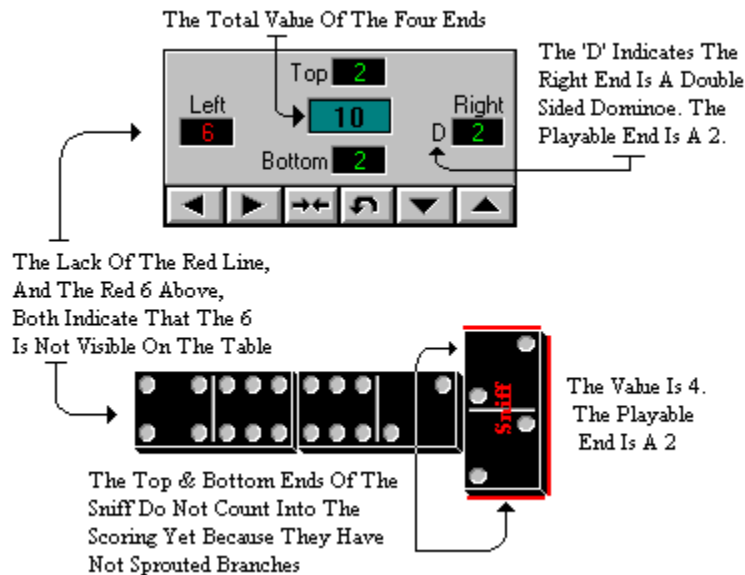 The Total Value Of The Four Ends
The 'D' Indicates The
Right End Is A Double
Sided Dominoe. The
Playable End Is A 2.
Top 2
Left
6
10
Right
D 2
Bottom 2
The Lack Of The Red Line,
And The Red 6 Above,
Both Indicate That The 6
Is Not Visible On The Table
Sniff
The Value Is 4.
The Playable
End Is A 2
The Top & Bottom Ends Of The
Sniff Do Not Count Into The
Scoring Yet Because They Have
Not Sprouted Branches